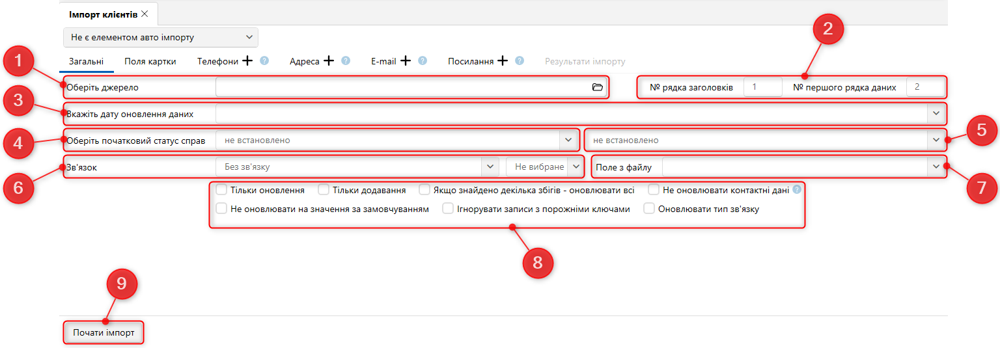 Імпорт клієнтів
2
Не є елементом авто імпорту
1
Загальні Поля картки Телефони + ? Адреса + ? E-mail + ? Посилання + ? Результати імпорту
Оберіть джерело № рядка заголовків 1 № першого рядка даних 2
3
Вкажіть дату оновлення даних
4 Оберіть початковий статус справ не встановлено не встановлено 5
6 Зв'язок Без зв'язку Не вибране Поле з файлу 7
Тільки оновлення Тільки додавання Якщо знайдено декілька збігів - оновлювати всі Не оновлювати контактні дані ?
Не оновлювати на значення за замовчуванням Ігнорувати записи з порожніми ключами Оновлювати тип зв'язку
8
9
Почати імпорт